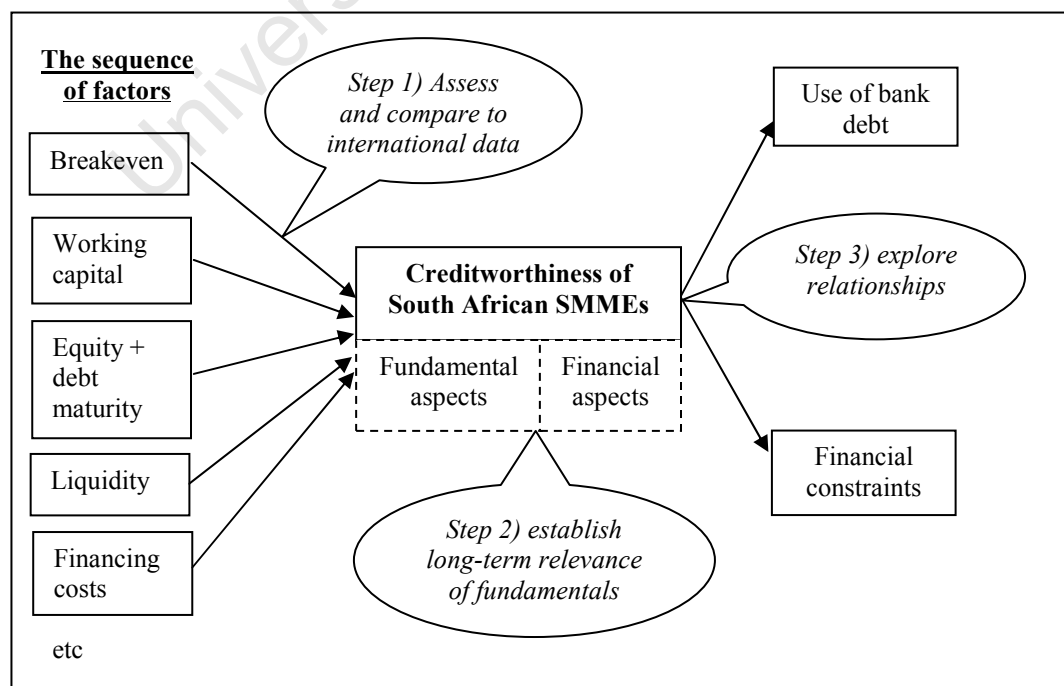 Univers
The sequence
of factors
Breakeven
Working
capital
Equity +
debt
maturity
Liquidity
Financing
costs
etc
Step 1) Assess
and compare to
international data
Creditworthiness of
South African SMMEs
Fundamental
aspects
Financial
aspects
Step 2) establish
long-term relevance
of fundamentals
Use of bank
debt
Step 3) explore
relationships
Financial
constraints